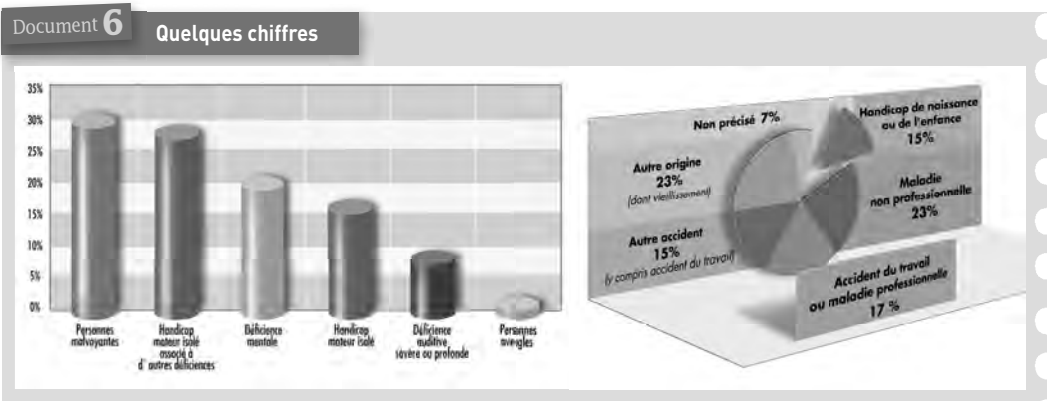 Document 6
Quelques chiffres
35%
30%
25%
20%
15%
10%
5%
0%
Personnes
malvoyantes
Handicap
moteur isolé
associé à
d' autres déficiences
Déficience
mentale
Handicap
moteur isolé
Déficience
auditive
sévère ou profonde
Personnes
aveugles
Non précisé 7%
Handicap de naissance
ou de l'enfance
15%
Autre origine
23%
(dont vieillissement)
Maladie
non professionnelle
23%
Autre accident
15%
(y compris accident du travail)
Accident du travail
ou maladie professionnelle
17 %